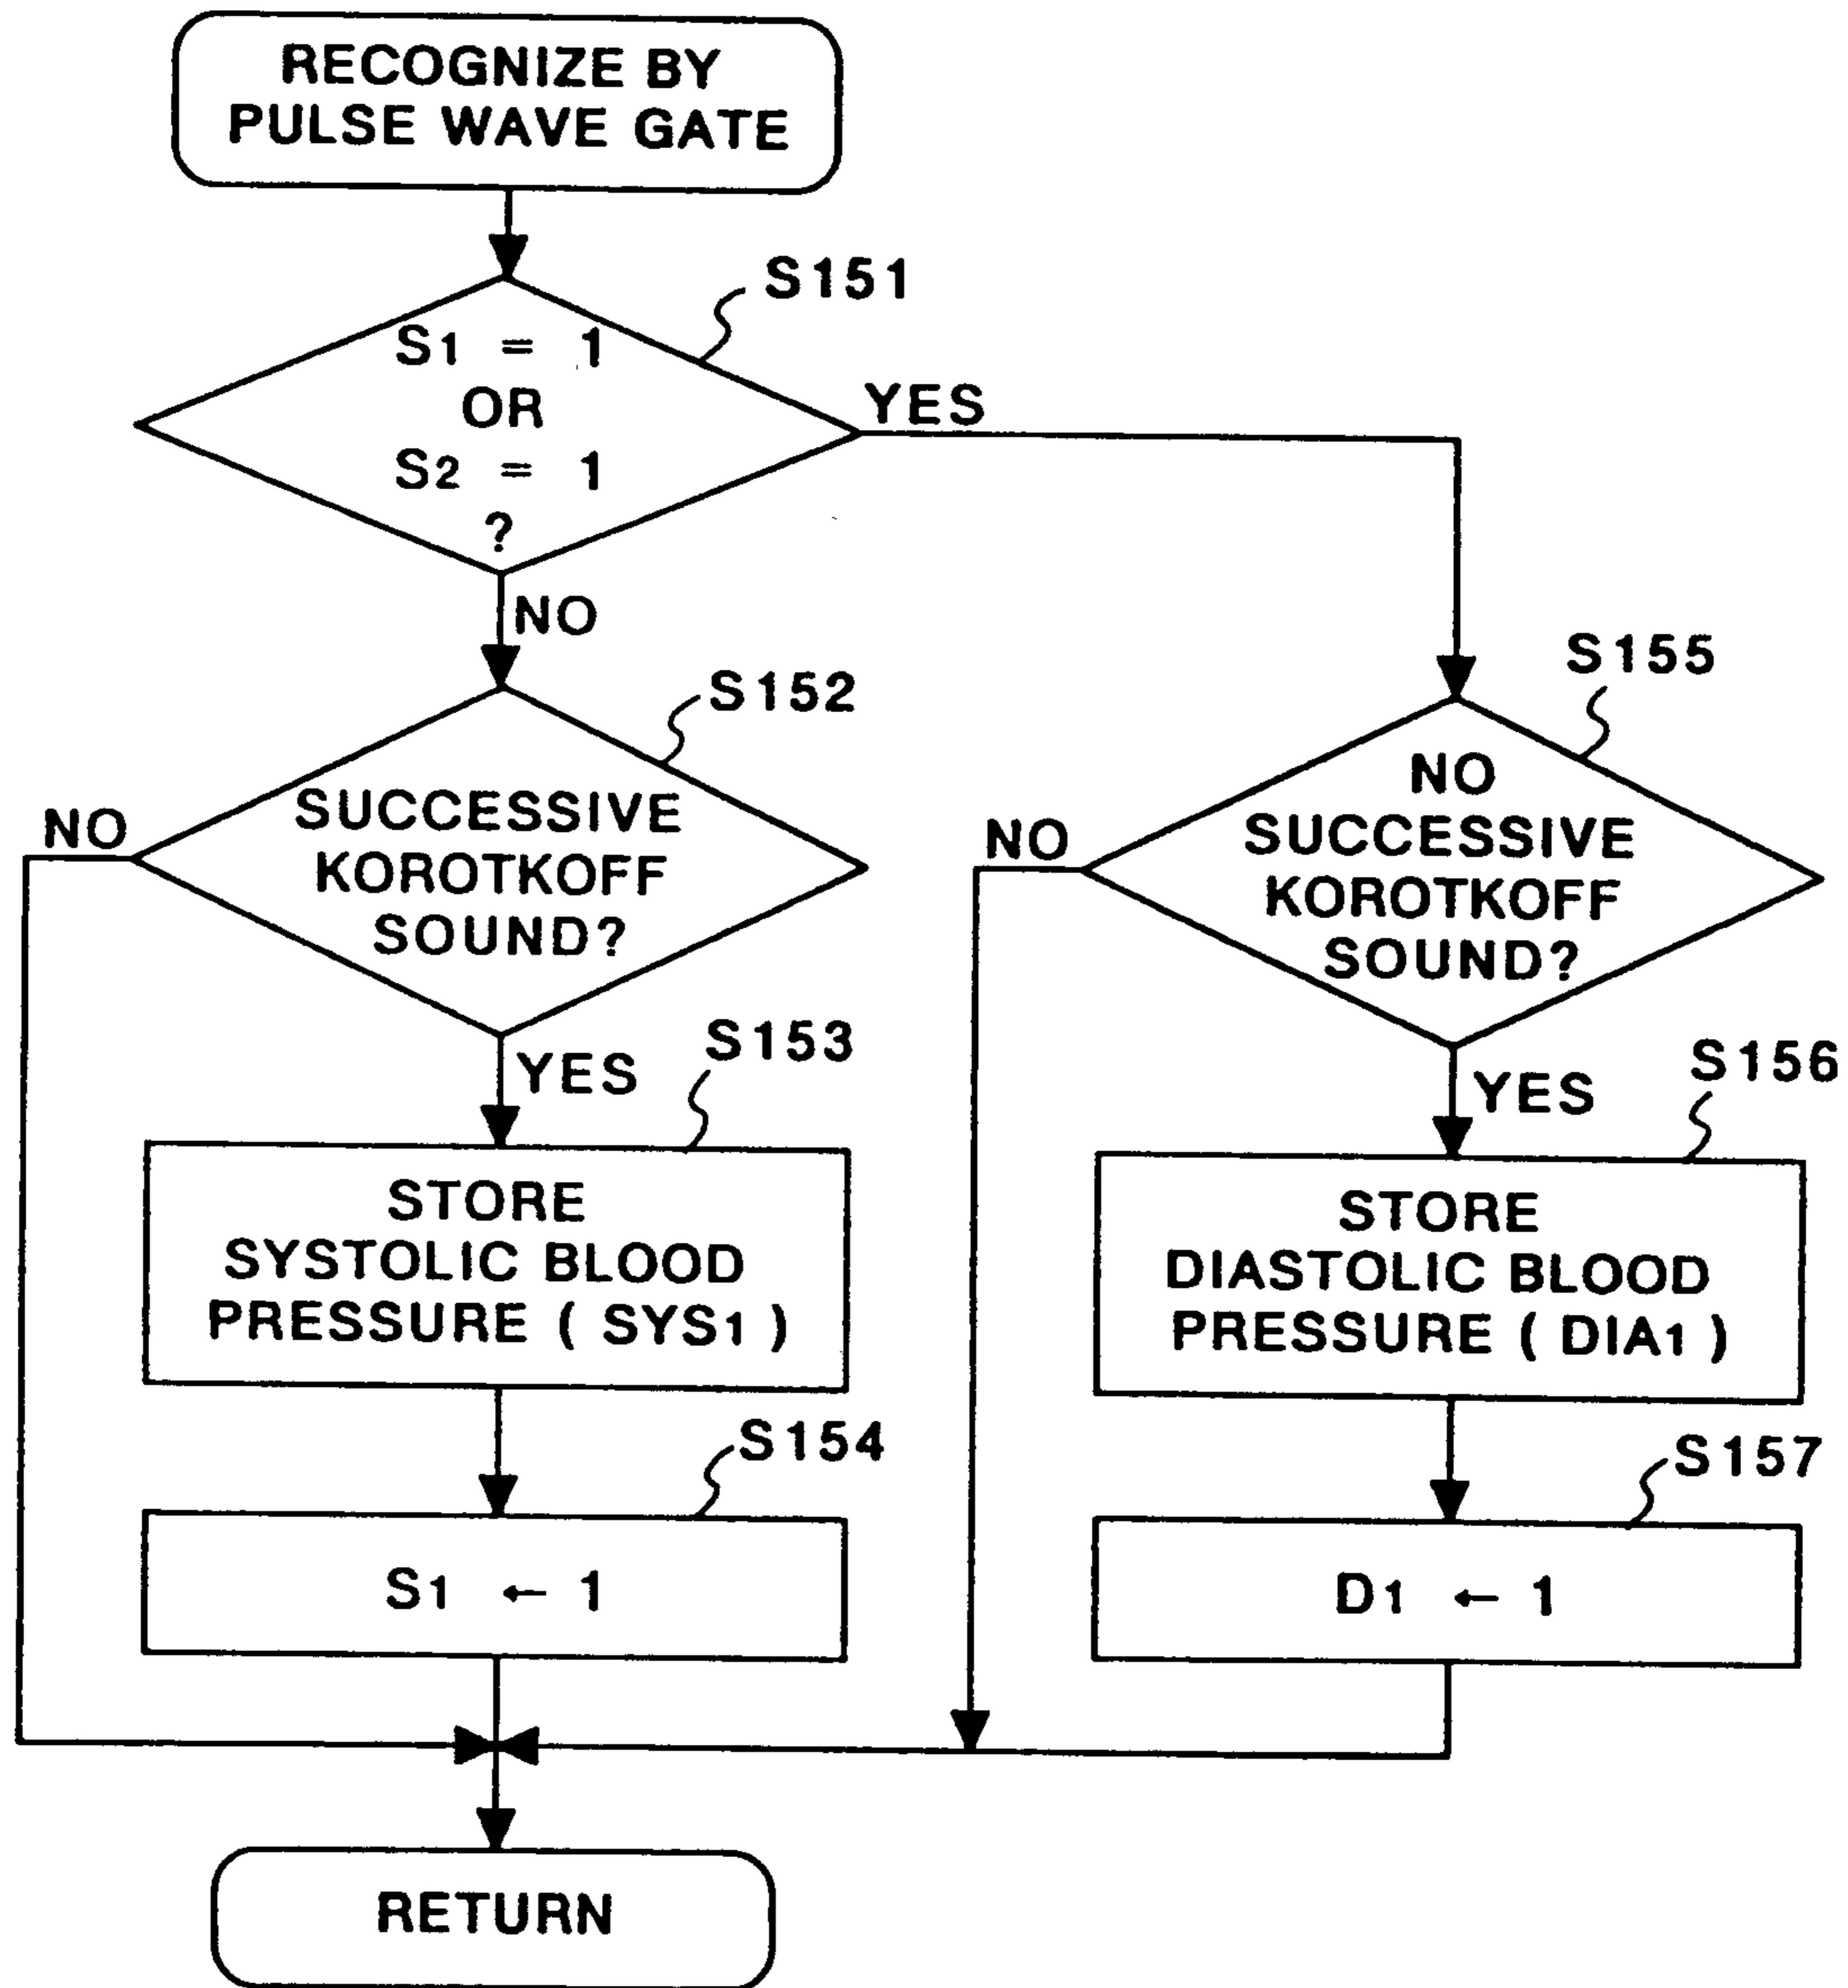 RECOGNIZE BY
PULSE WAVE GATE
S151
S1 = 1
OR
S2 = 1
?
YES
NO
S152
SUCCESSIVE
KOROTKOFF
SOUND?
NO
YES
S153
STORE
SYSTOLIC BLOOD
PRESSURE ( SYS1 )
S154
S1 ← 1
S155
NO
SUCCESSIVE
KOROTKOFF
SOUND?
NO
YES
S156
STORE
DIASTOLIC BLOOD
PRESSURE ( DIA1 )
S157
D1 ← 1
RETURN